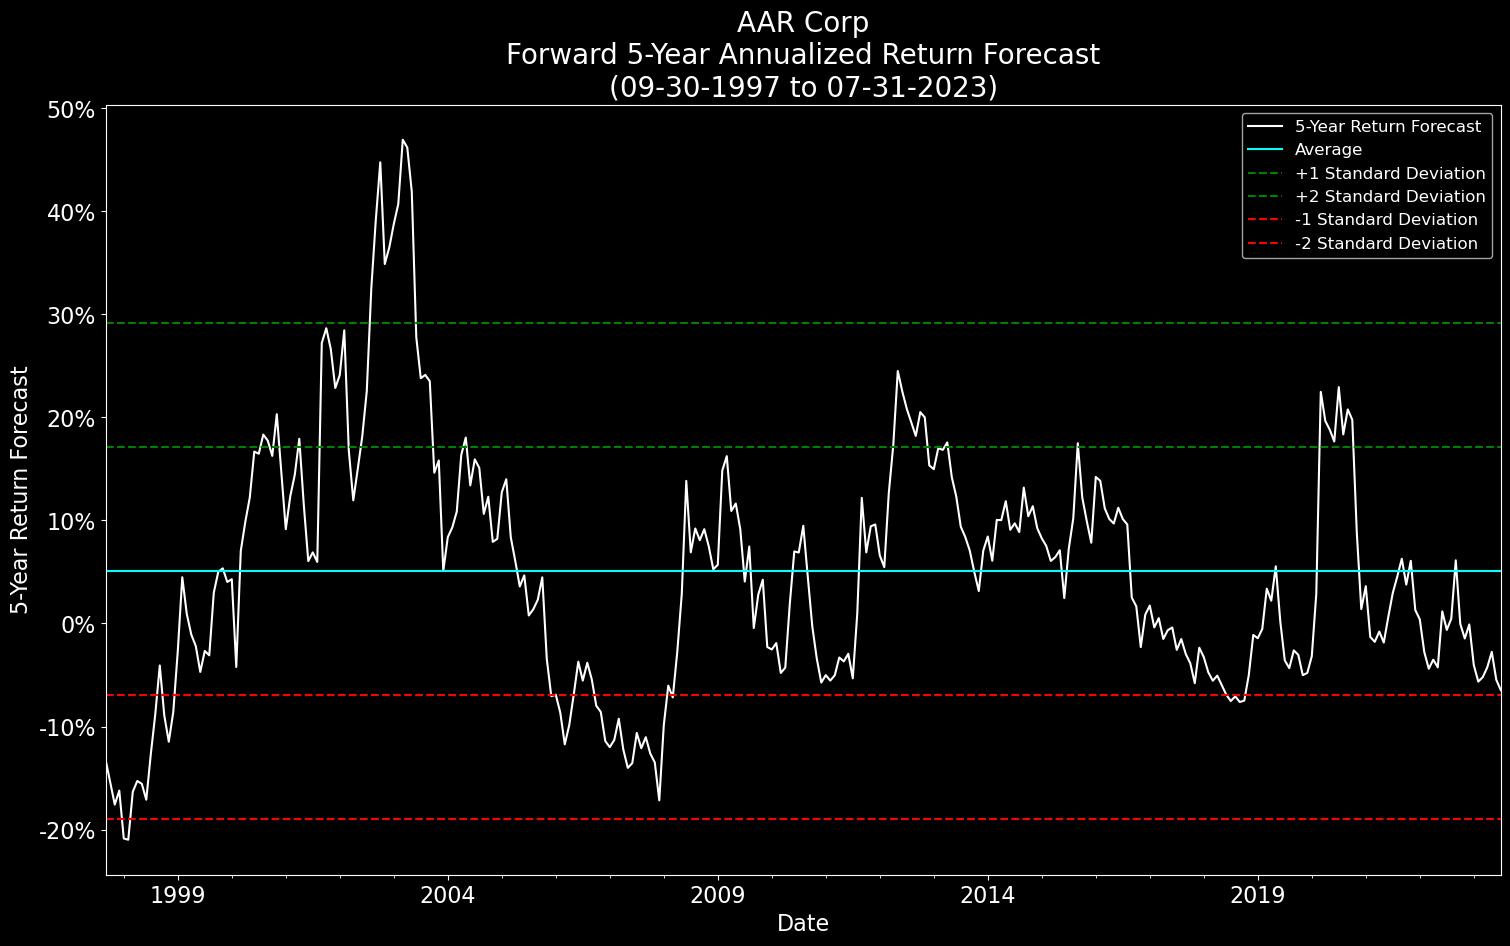 AAR Corp
Forward 5-Year Annualized Return Forecast
(09-30-1997 to 07-31-2023)
50%
40%
30%
20%
10%
0%
-10%
-20%
5-Year Return Forecast
5-Year Return Forecast
Average
+1 Standard Deviation
+2 Standard Deviation
-1 Standard Deviation
-2 Standard Deviation
1999 2004 2009 2014 2019
Date